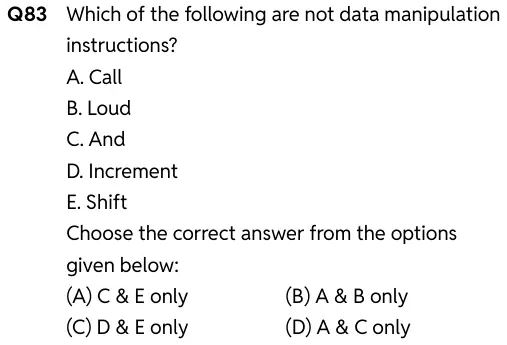 Q83 Which of the following are not data manipulation
instructions?
A. Call
B. Loud
C. And
D. Increment
E. Shift
Choose the correct answer from the options
given below:
(A) C & E only (B) A & B only
(C) D & E only (D) A & C only